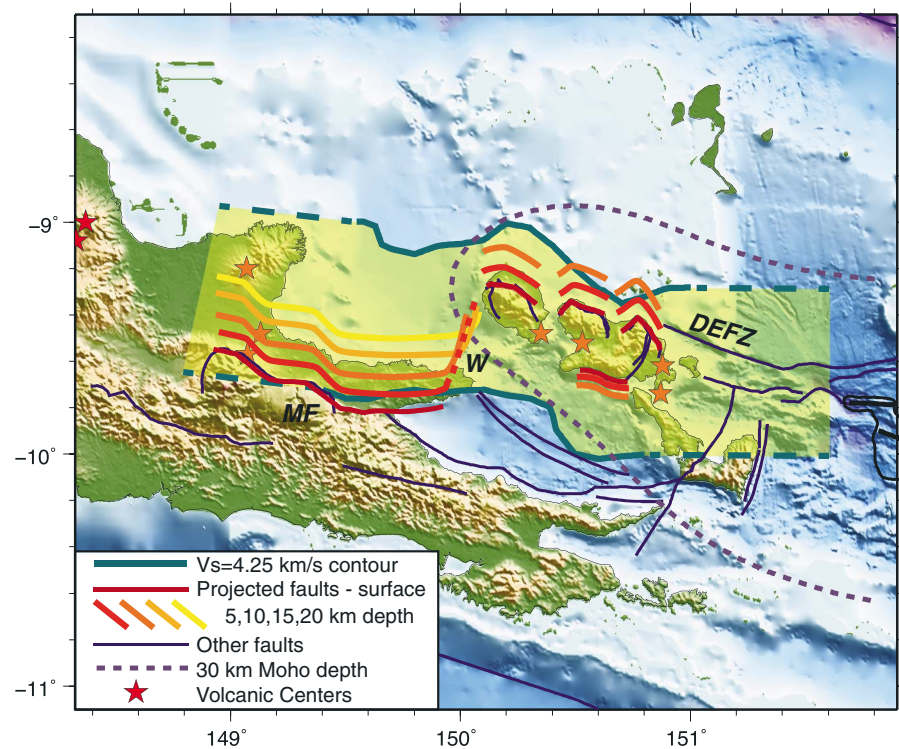 −9°
DEFZ
W
MF
−10°
Vs=4.25 km/s contour
Projected faults - surface
5,10,15,20 km depth
Other faults
30 km Moho depth
Volcanic Centers
−11°
149° 150° 151°